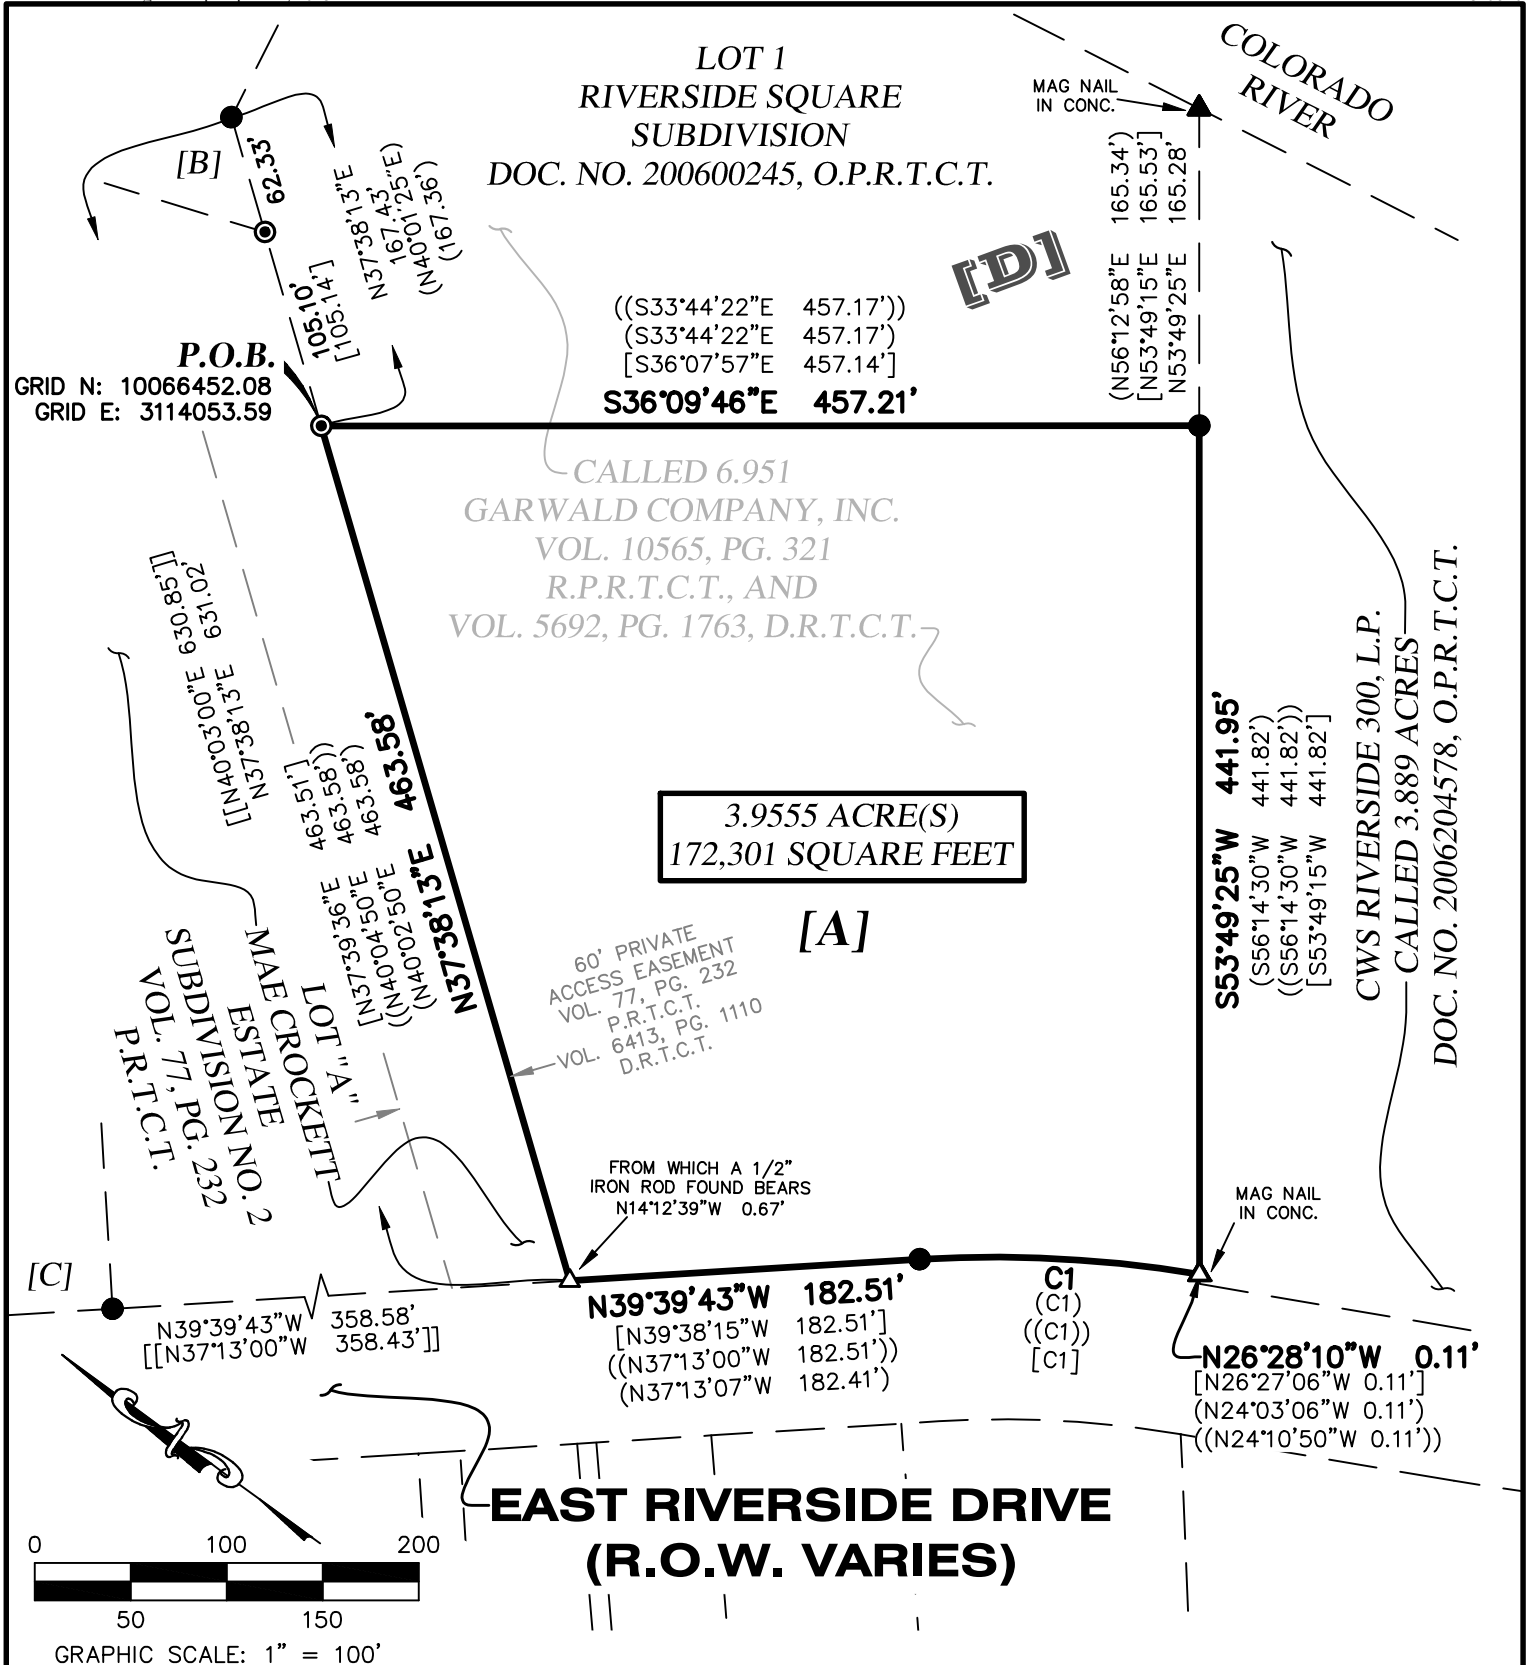 LOT 1
RIVERSIDE SQUARE
SUBDIVISION
DOC. NO. 200600245, O.P.R.T.C.T.
COLORADO
RIVER
MAG NAIL
IN CONC.
[B]
62.33'
N37°38'13"E
167.43'
(N40°01'25"E)
(167.36')
105.10'
[105.14']
(N56°12'58"E 165.34')
[N53°49'15"E 165.53']
N53°49'25"E 165.28'
[D]
((S33°44'22"E 457.17'))
(S33°44'22"E 457.17')
[S36°07'57"E 457.14']
S36°09'46"E 457.21'
P.O.B.
GRID N: 10066452.08
GRID E: 3114053.59
CALLED 6.951
GARWALD COMPANY, INC.
VOL. 10565, PG. 321
R.P.R.T.C.T., AND
VOL. 5692, PG. 1763, D.R.T.C.T.
[[N40°03'00"E 630.85']]
N37°38'13"E 631.02'
[N37°39'36"E 463.51']
((N40°04'50"E 463.58'))
(N40°02'50"E 463.58')
N37°38'13"E 463.58'
3.9555 ACRE(S)
172,301 SQUARE FEET
[A]
S53°49'25"W 441.95'
(S56°14'30"W 441.82')
((S56°14'30"W 441.82'))
[S53°49'15"W 441.82']
CWS RIVERSIDE 300, L.P.
CALLED 3.889 ACRES
DOC. NO. 2006204578, O.P.R.T.C.T.
60' PRIVATE
ACCESS EASEMENT
VOL. 77, PG. 232
P.R.T.C.T.
VOL. 6413, PG. 1110
D.R.T.C.T.
LOT "A"
MAE CROCKETT
ESTATE
SUBDIVISION NO. 2
VOL. 77, PG. 232
P.R.T.C.T.
FROM WHICH A 1/2"
IRON ROD FOUND BEARS
N14°12'39"W 0.67'
MAG NAIL
IN CONC.
[C]
N39°39'43"W 358.58'
[[N37°13'00"W 358.43']]
N39°39'43"W 182.51'
[N39°38'15"W 182.51']
((N37°13'00"W 182.51'))
(N37°13'07"W 182.41')
C1
(C1)
((C1))
[C1]
N26°28'10"W 0.11'
[N26°27'06"W 0.11']
(N24°03'06"W 0.11')
((N24°10'50"W 0.11'))
EAST RIVERSIDE DRIVE
(R.O.W. VARIES)
0 100 200
50 150
GRAPHIC SCALE: 1" = 100'